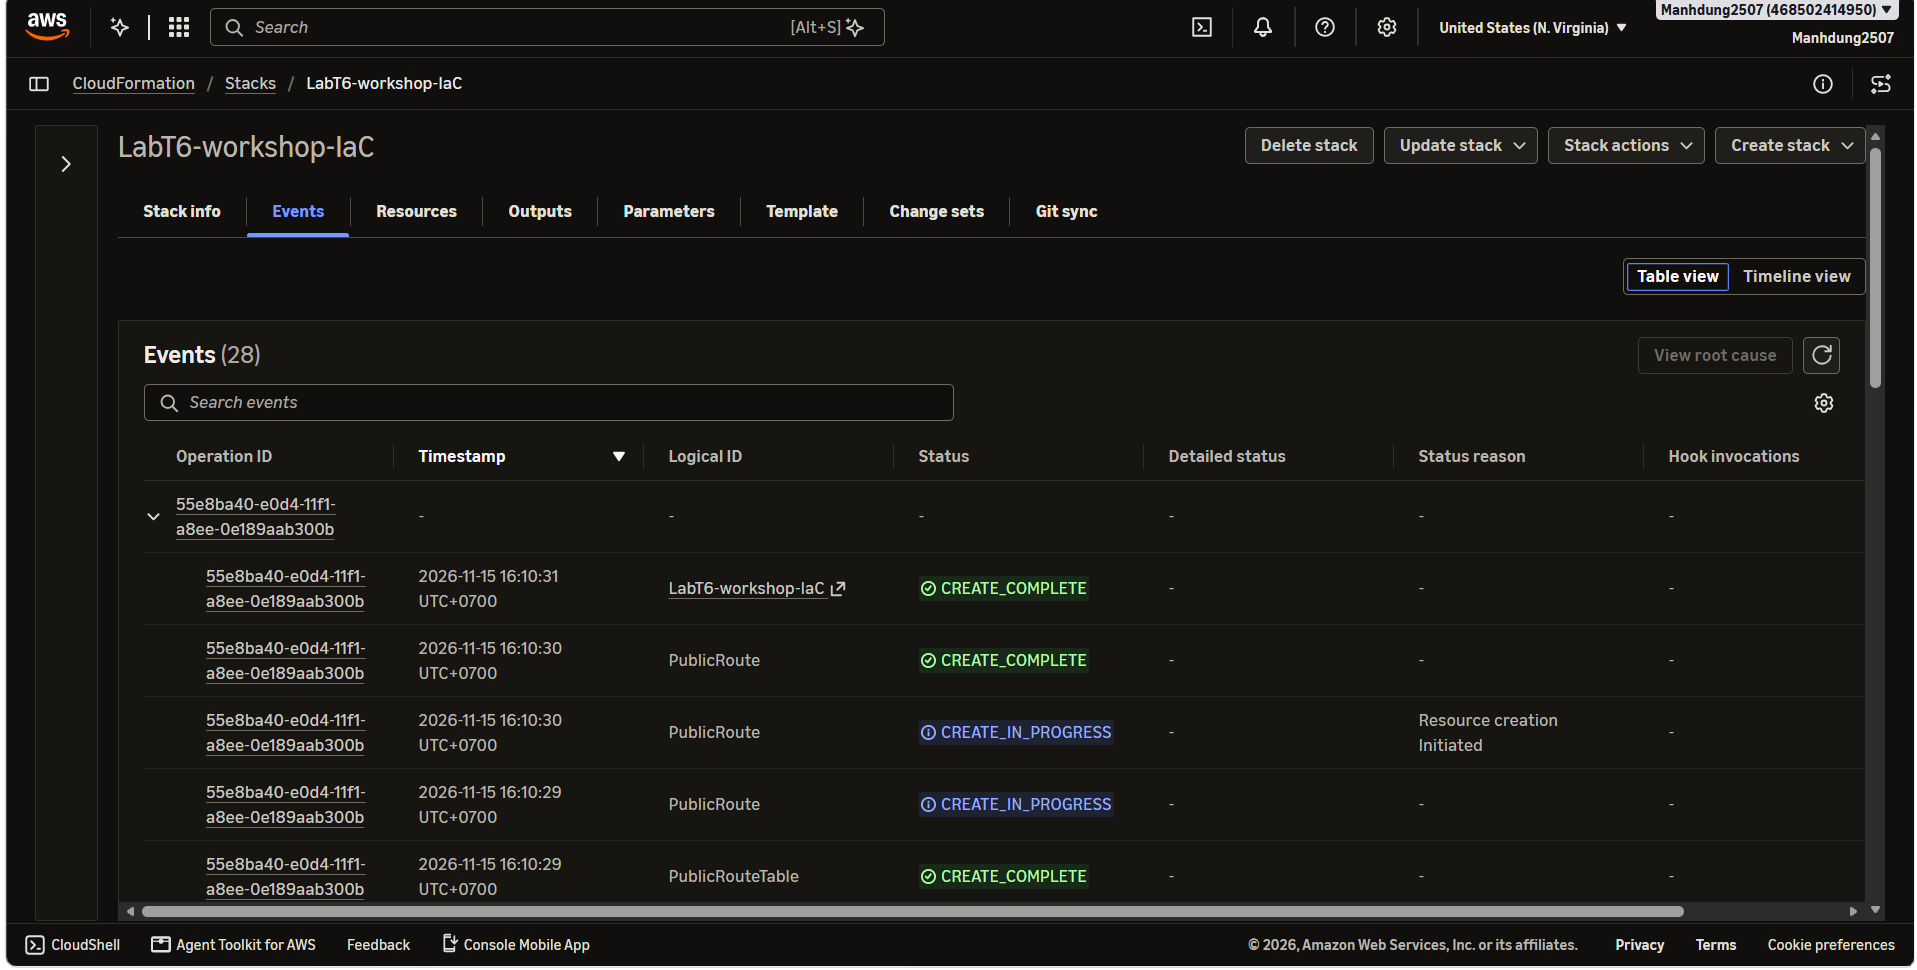 aws
Search
[Alt+S]
United States (N. Virginia) ▼
Manhdung2507 (468502414950) ▼
Manhdung2507
CloudFormation / Stacks / LabT6-workshop-IaC
LabT6-workshop-IaC
Delete stack
Update stack
Stack actions
Create stack
Stack info
Events
Resources
Outputs
Parameters
Template
Change sets
Git sync
Table view
Timeline view
Events (28)
View root cause
Search events
Operation ID
Timestamp ▼
Logical ID
Status
Detailed status
Status reason
Hook invocations
55e8ba40-e0d4-11f1-
a8ee-0e189aab300b
-
-
-
-
-
-
55e8ba40-e0d4-11f1-
a8ee-0e189aab300b
2026-11-15 16:10:31
UTC+0700
LabT6-workshop-IaC
CREATE_COMPLETE
-
-
-
55e8ba40-e0d4-11f1-
a8ee-0e189aab300b
2026-11-15 16:10:30
UTC+0700
PublicRoute
CREATE_COMPLETE
-
-
-
55e8ba40-e0d4-11f1-
a8ee-0e189aab300b
2026-11-15 16:10:30
UTC+0700
PublicRoute
CREATE_IN_PROGRESS
-
Resource creation
Initiated
-
55e8ba40-e0d4-11f1-
a8ee-0e189aab300b
2026-11-15 16:10:29
UTC+0700
PublicRoute
CREATE_IN_PROGRESS
-
-
-
55e8ba40-e0d4-11f1-
a8ee-0e189aab300b
2026-11-15 16:10:29
UTC+0700
PublicRouteTable
CREATE_COMPLETE
-
-
-
CloudShell
Agent Toolkit for AWS
Feedback
Console Mobile App
© 2026, Amazon Web Services, Inc. or its affiliates.
Privacy
Terms
Cookie preferences